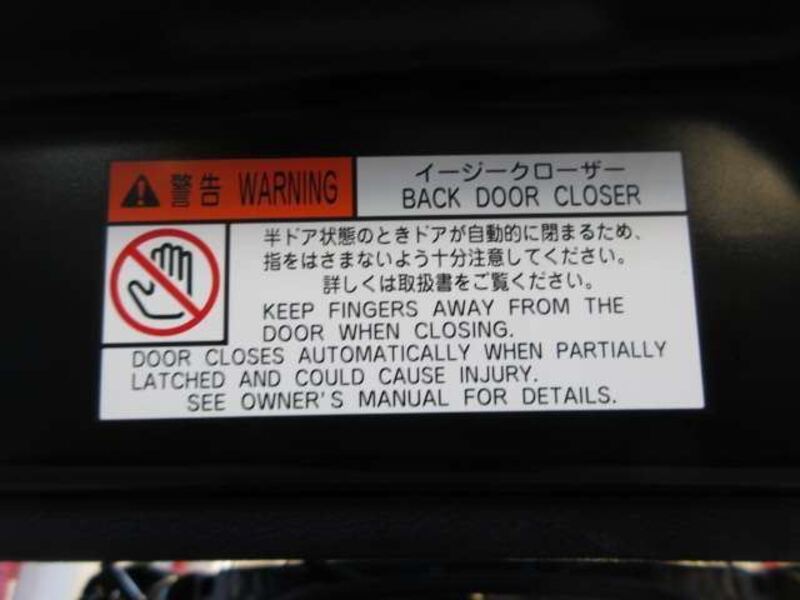 警告 WARNING
イージークローザー
BACK DOOR CLOSER
半ドア状態のときドアが自動的に閉まるため、
指をはさまないよう十分注意してください。
詳しくは取扱書をご覧ください。
KEEP FINGERS AWAY FROM THE
DOOR WHEN CLOSING.
DOOR CLOSES AUTOMATICALLY WHEN PARTIALLY
LATCHED AND COULD CAUSE INJURY.
SEE OWNER'S MANUAL FOR DETAILS.